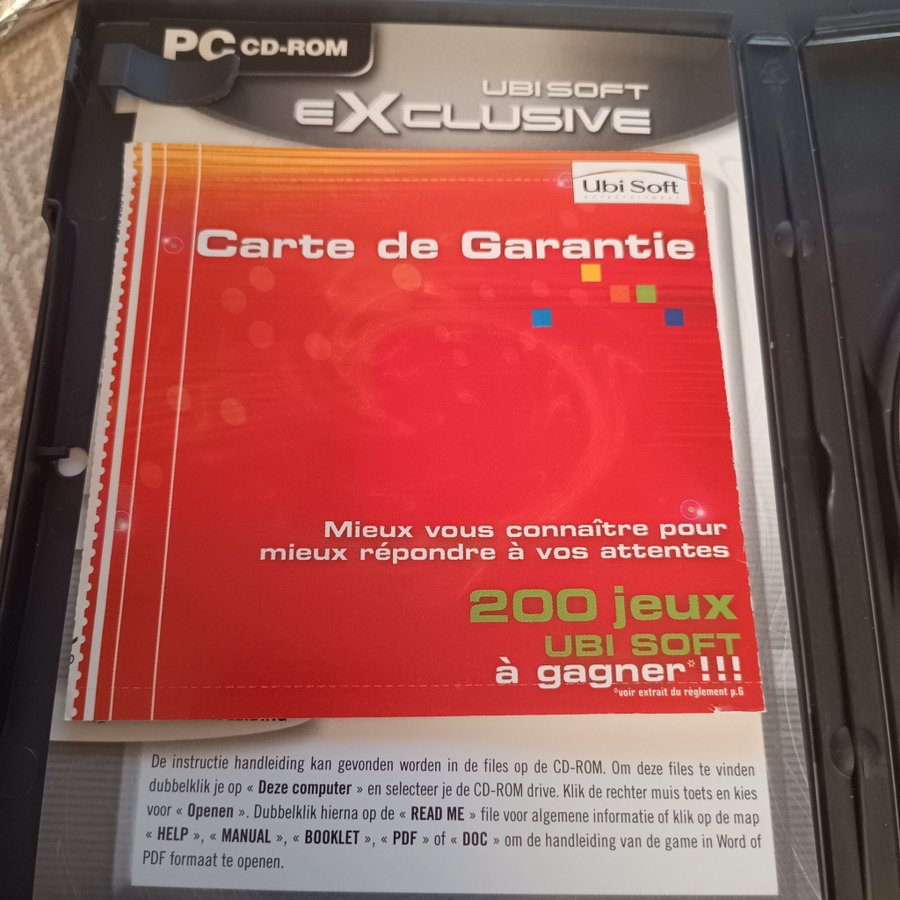 PC CD-ROM
UBI SOFT
eXCLUSIVE
Ubi Soft
Carte de Garantie
Mieux vous connaître pour
mieux répondre à vos attentes
200 jeux
UBI SOFT
à gagner*!!!
*voir extrait du règlement p.6
De instructie handleiding kan gevonden worden in de files op de CD-ROM. Om deze files te vinden
dubbelklik je op « Deze computer » en selecteer je de CD-ROM drive. Klik de rechter muis toets en kies
voor « Openen ». Dubbelklik hierna op de « READ ME » file voor algemene informatie of klik op de map
« HELP », « MANUAL », « BOOKLET », « PDF » of « DOC » om de handleiding van de game in Word of
PDF formaat te openen.